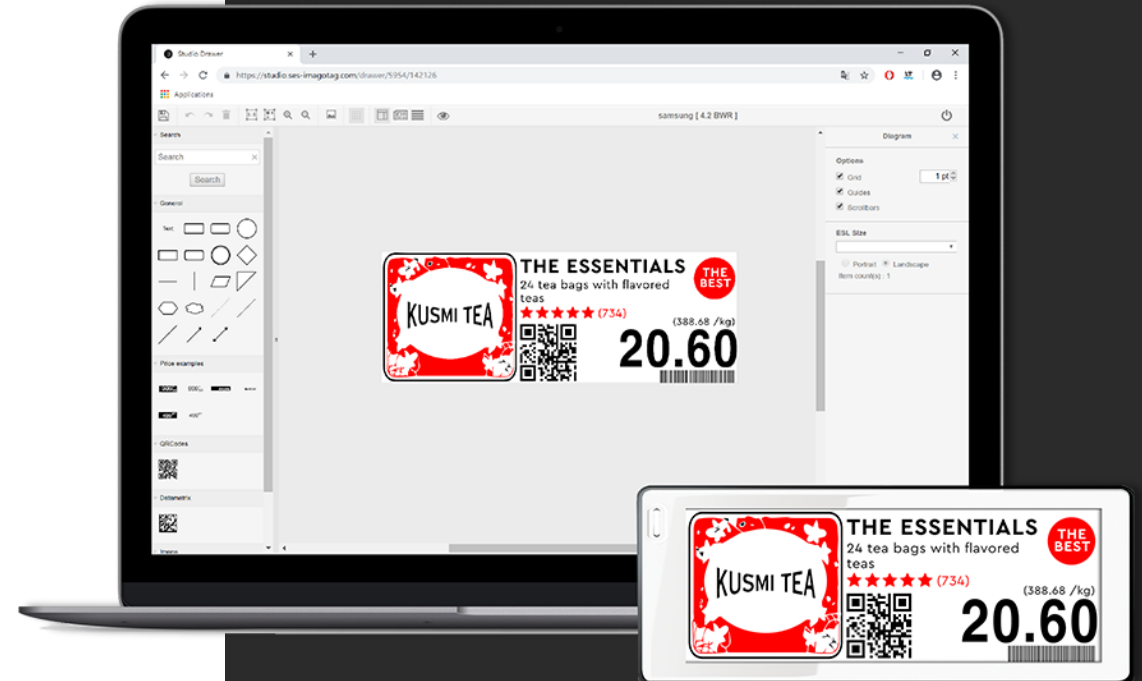 Studio Drawer
https://studio.ses-imagotag.com/drawer/5954/142126
Applications
samsung [ 4.2 BWR ]
Search
Search
Search
General
Text
Price examples
QRCodes
Datamatrix
Images
Diagram
Options
Grid
1 pt
Guides
Scrollbars
ESL Size
Portrait
Landscape
Item count(s) : 1
KUSMI TEA
THE ESSENTIALS
24 tea bags with flavored
teas
(734)
THE
BEST
(388.68 /kg)
20.60
KUSMI TEA
THE ESSENTIALS
24 tea bags with flavored
teas
(734)
THE
BEST
(388.68 /kg)
20.60